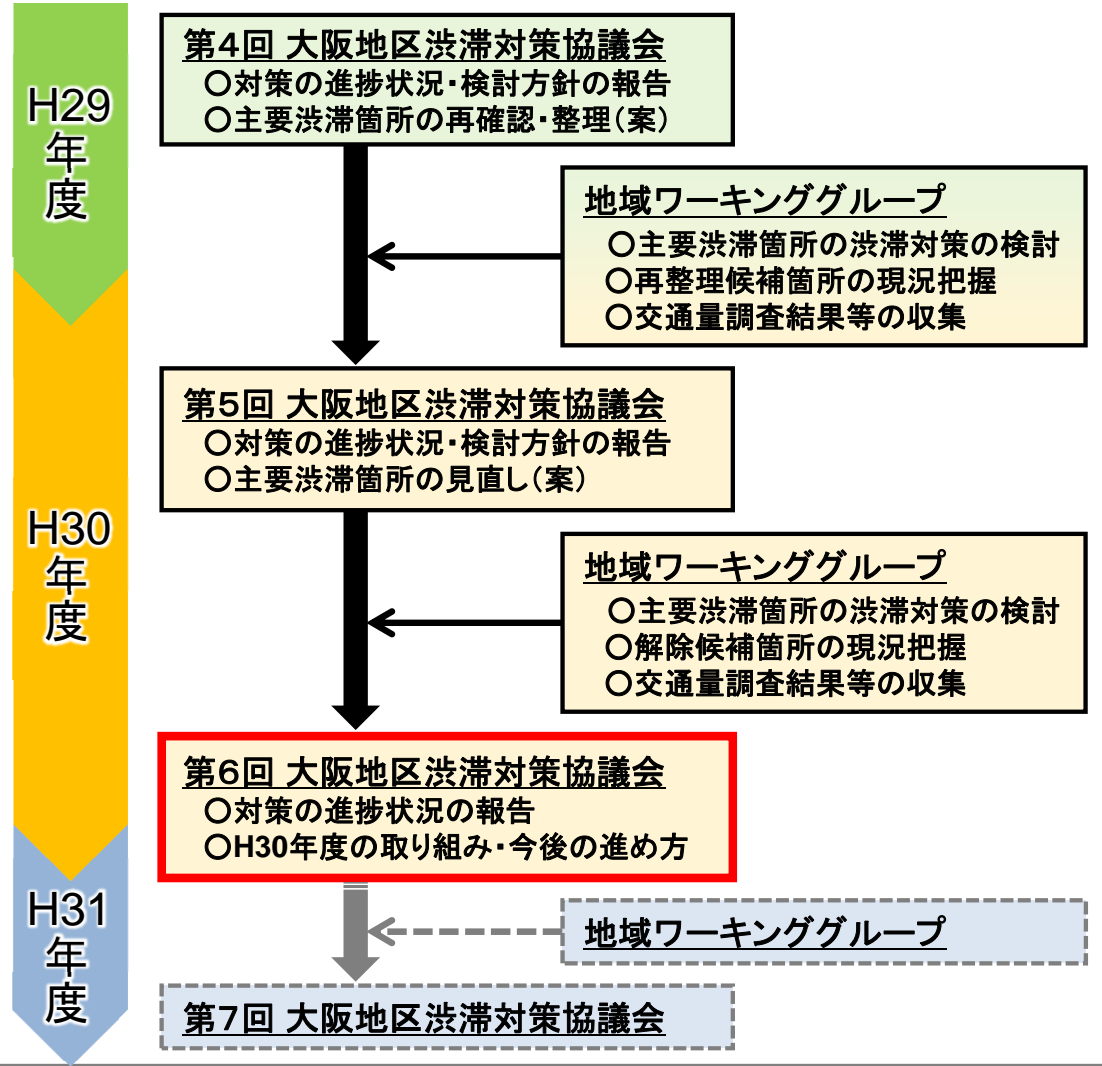 H29
年
度
第4回 大阪地区渋滞対策協議会
○対策の進捗状況・検討方針の報告
○主要渋滞箇所の再確認・整理(案)
地域ワーキンググループ
○主要渋滞箇所の渋滞対策の検討
○再整理候補箇所の現況把握
○交通量調査結果等の収集
H30
年
度
第5回 大阪地区渋滞対策協議会
○対策の進捗状況・検討方針の報告
○主要渋滞箇所の見直し(案)
地域ワーキンググループ
○主要渋滞箇所の渋滞対策の検討
○解除候補箇所の現況把握
○交通量調査結果等の収集
第6回 大阪地区渋滞対策協議会
○対策の進捗状況の報告
○H30年度の取り組み・今後の進め方
H31
年
度
地域ワーキンググループ
第7回 大阪地区渋滞対策協議会